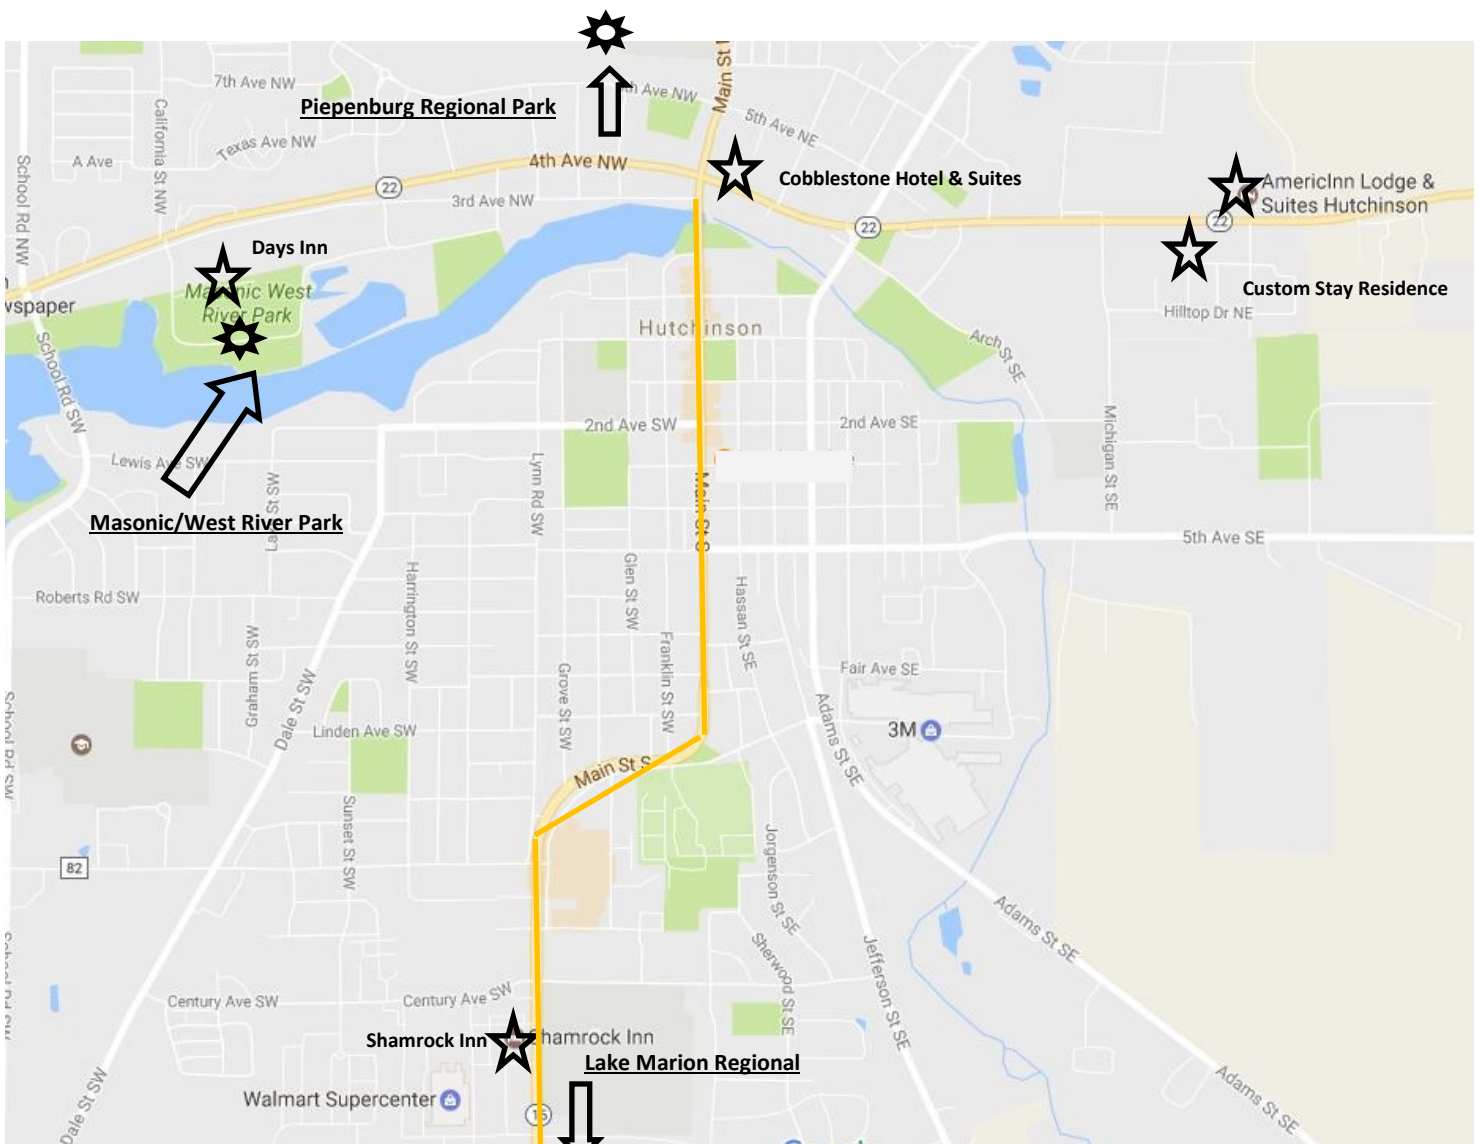 Main St
7th Ave NW
Ave NW
Piepenburg Regional Park
5th Ave NE
California St NW
Texas Ave NW
A Ave
School Rd NW
4th Ave NW
22
3rd Ave NW
Cobblestone Hotel & Suites
AmericInn Lodge &
Suites Hutchinson
22
22
Days Inn
Masonic West
River Park
vspaper
Custom Stay Residence
Hilltop Dr NE
Hutchinson
Arch St SE
School Rd SW
2nd Ave SW
2nd Ave SE
Michigan St SE
Lewis Ave SW
Lynn Rd SW
Main St S
Masonic/West River Park
5th Ave SE
Glen St SW
Harrington St SW
Hassan St SE
Roberts Rd SW
Graham St SW
Franklin St SW
Grove St SW
Fair Ave SE
Dale St SW
Linden Ave SW
Adams St SE
3M
School Rd SW
Main St S
Sunset St SW
Jorgenson St SE
82
Adams St SE
Sherwood St SE
Jefferson St SE
Century Ave SW
Century Ave SW
Shamrock Inn
Shamrock Inn
Lake Marion Regional
Walmart Supercenter
15
Dale St SW
Adams St SE